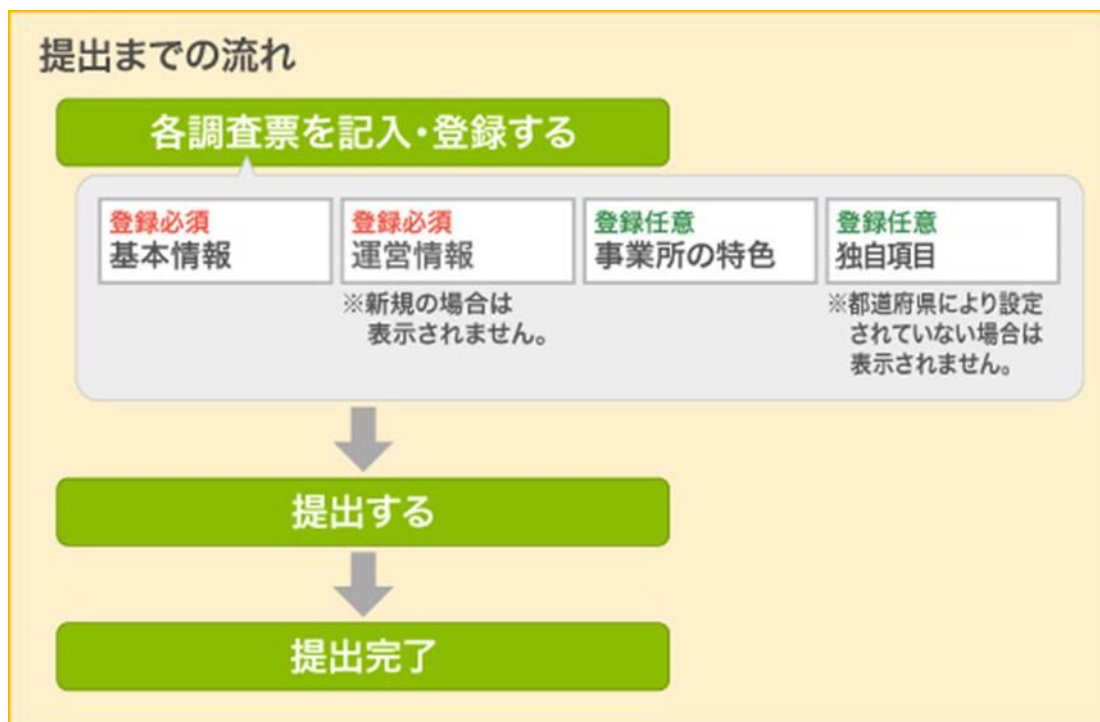 提出までの流れ
各調査票を記入・登録する
登録必須
基本情報
登録必須
運営情報
※新規の場合は
表示されません。
登録任意
事業所の特色
登録任意
独自項目
※都道府県により設定
されていない場合は
表示されません。
提出する
提出完了